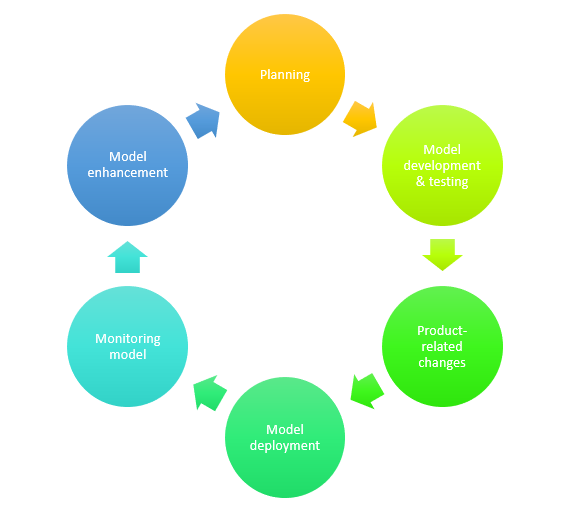 Planning
Model
development
& testing
Product-
related
changes
Model
deployment
Monitoring
model
Model
enhancement